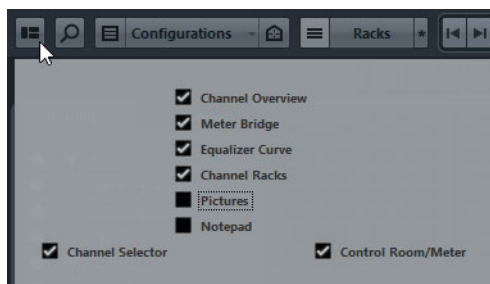 Configurations Racks *
Channel Overview
Meter Bridge
Equalizer Curve
Channel Racks
Pictures
Notepad
Channel Selector Control Room/Meter